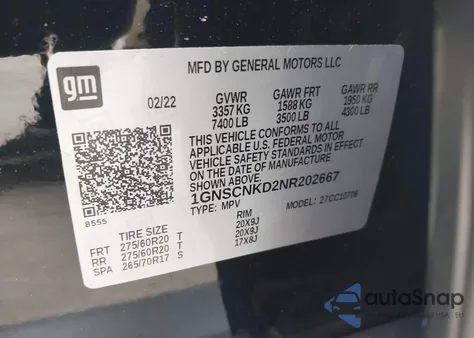 gm
MFD BY GENERAL MOTORS LLC
02/22 GVWR GAWR FRT GAWR RR
3357 KG 1588 KG 1950 KG
7400 LB 3500 LB 4300 LB
THIS VEHICLE CONFORMS TO ALL
APPLICABLE U.S. FEDERAL MOTOR
VEHICLE SAFETY STANDARDS IN EFFECT
ON THE DATE OF MANUFACTURE
1GNSCNKD2NR202667
TYPE: MPV MODEL: 27CC10706
8555
TIRE SIZE RIM
FRT 275/60R20 T 20X9J
RR 275/60R20 T 20X9J
SPA 265/70R17 S 17X8J
autoSnap